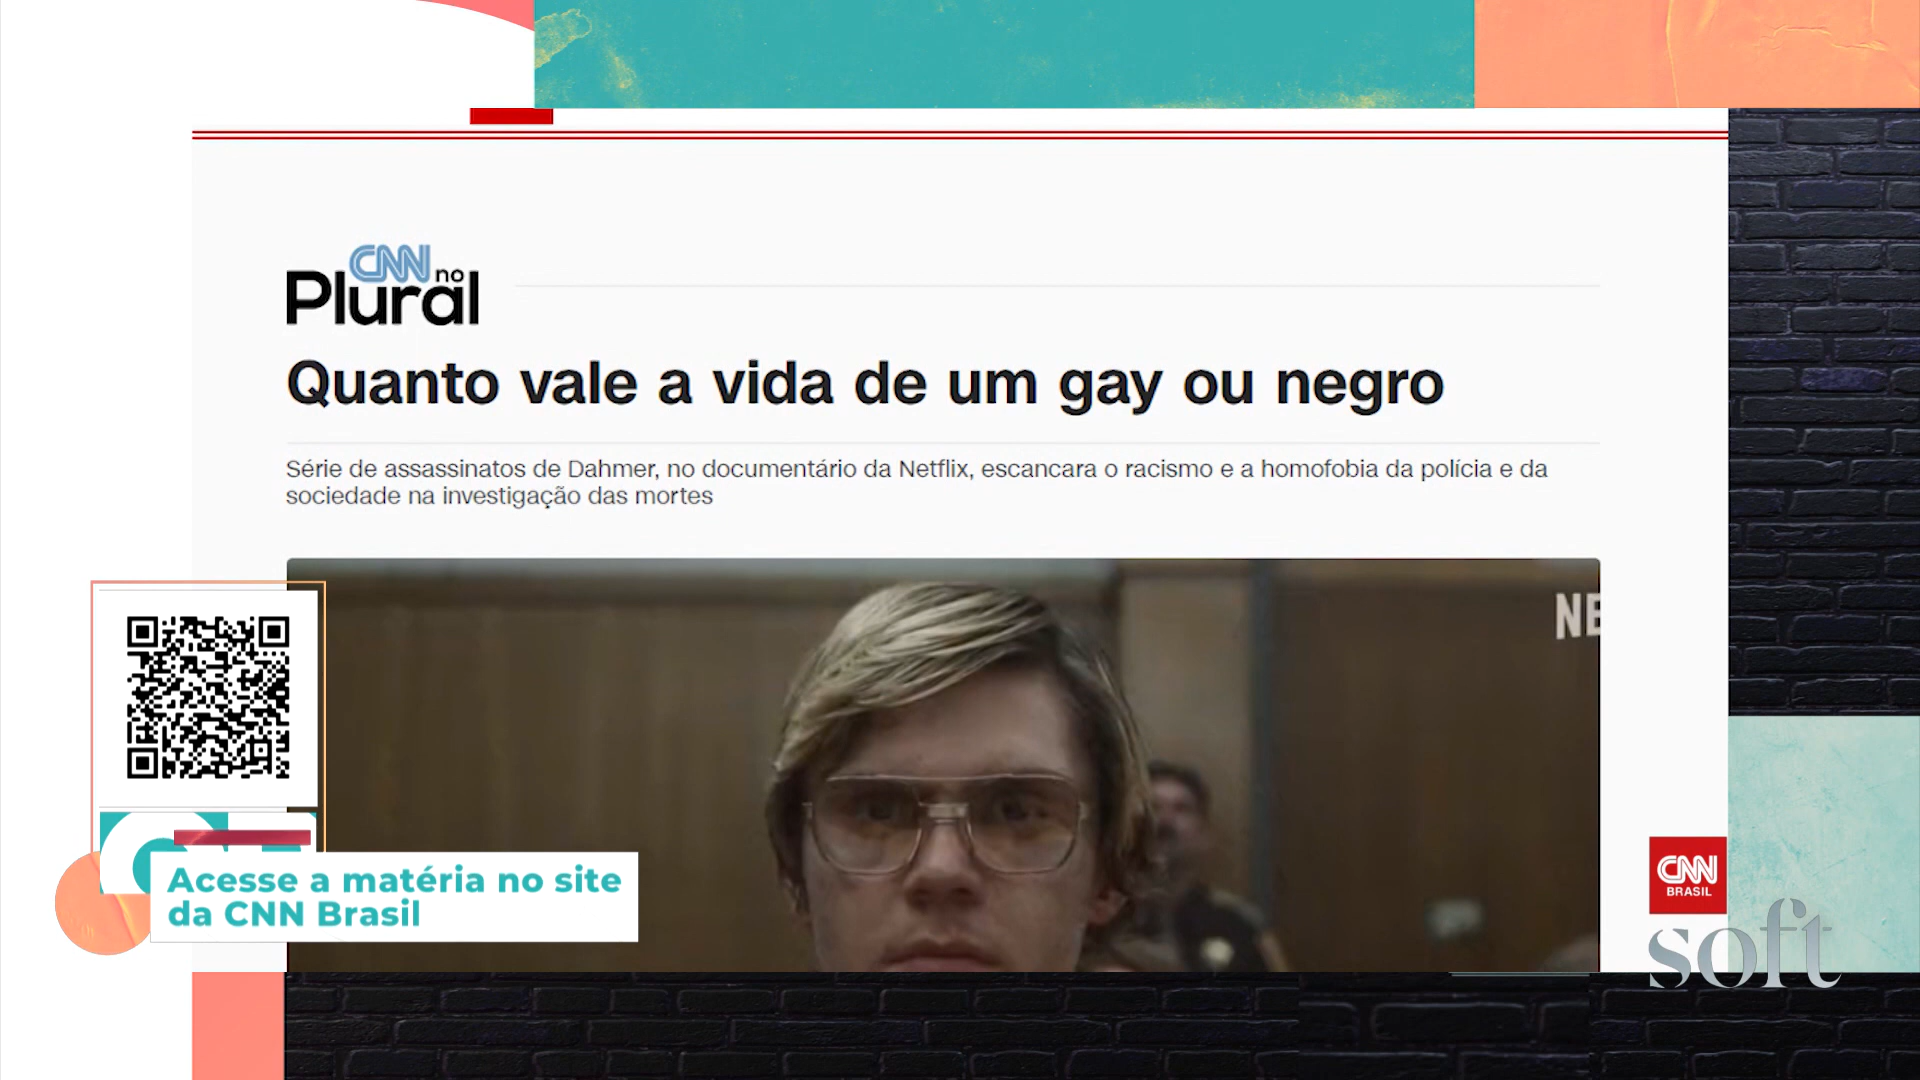 CNN no
Plural
Quanto vale a vida de um gay ou negro
Série de assassinatos de Dahmer, no documentário da Netflix, escancara o racismo e a homofobia da polícia e da
sociedade na investigação das mortes
NE
Acesse a matéria no site
da CNN Brasil
CNN
BRASIL
soft